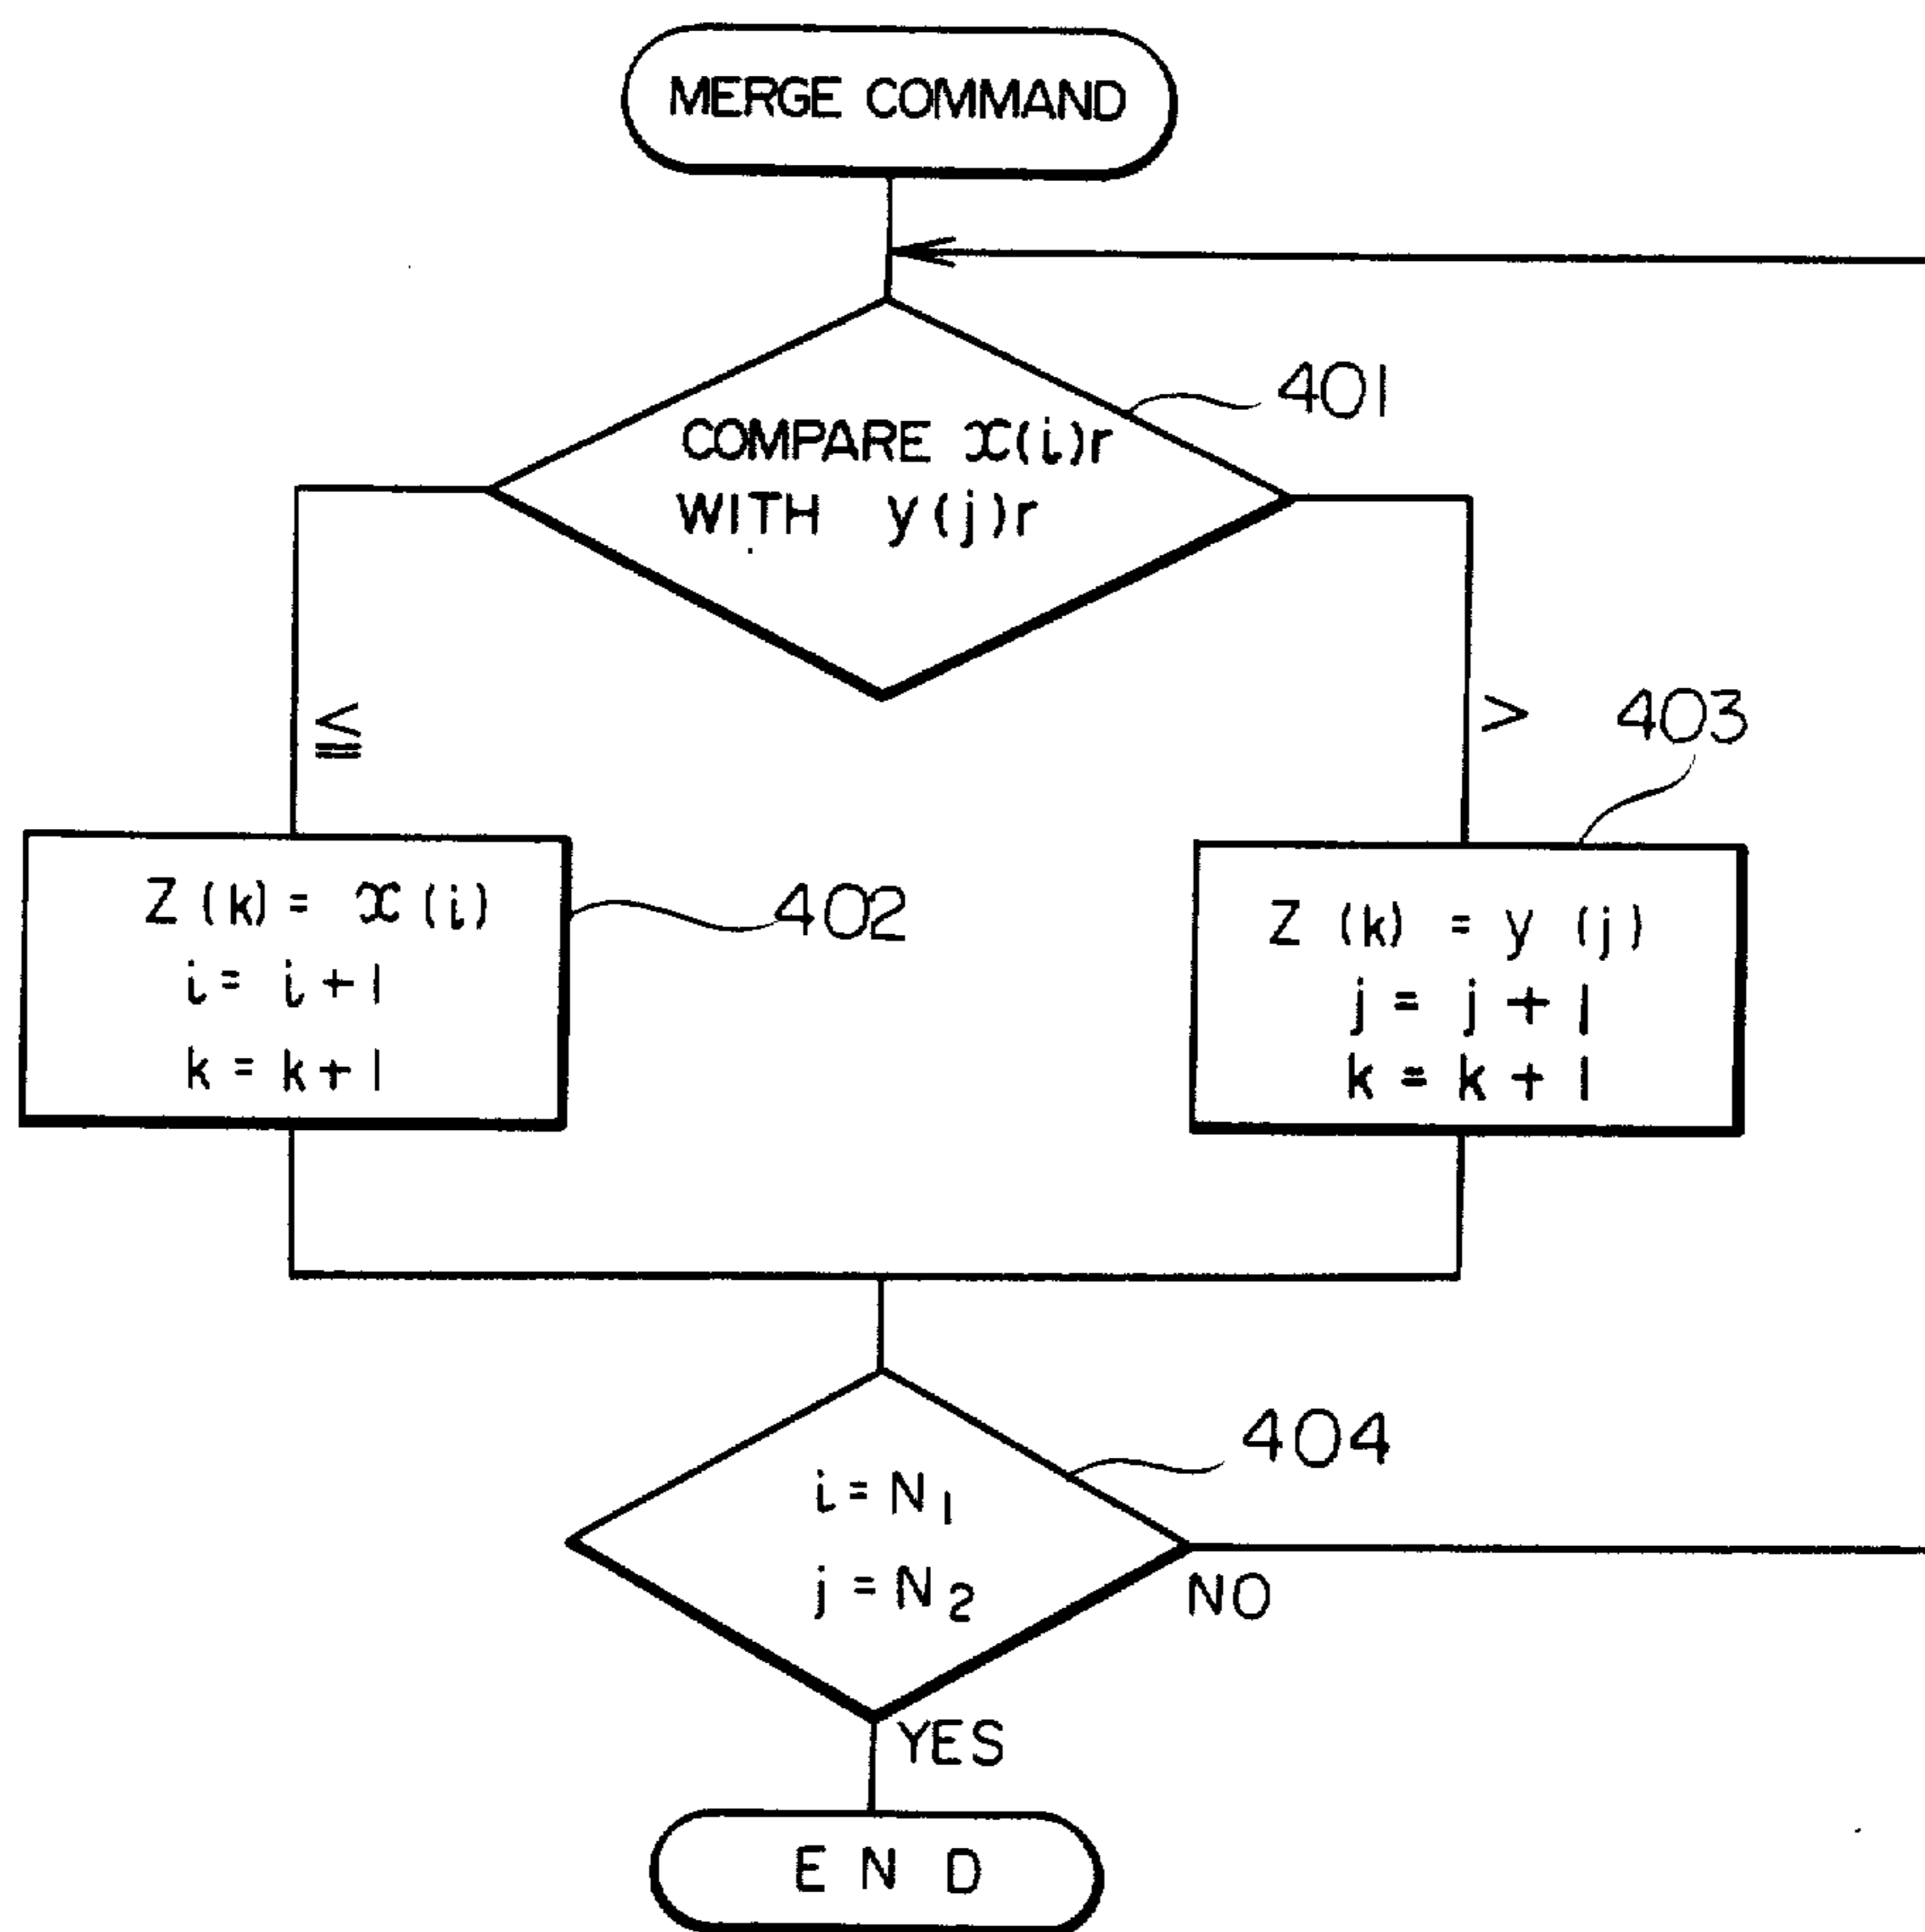 MERGE COMMAND
401
COMPARE x(i)r
WITH y(j)r
≦
>
403
Z (k) = x (i)
i = i + 1
k = k + 1
402
Z (k) = y (j)
j = j + 1
k = k + 1
404
i = N1
j = N2
NO
YES
END